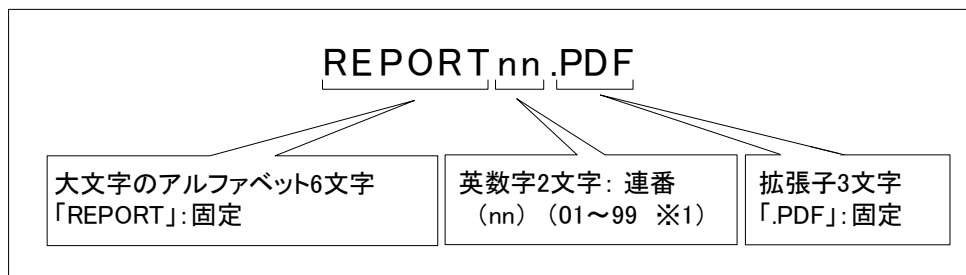 REPORTnn.PDF
大文字のアルファベット6文字
「REPORT」:固定
英数字2文字: 連番
(nn) (01~99 ※1)
拡張子3文字
「.PDF」:固定